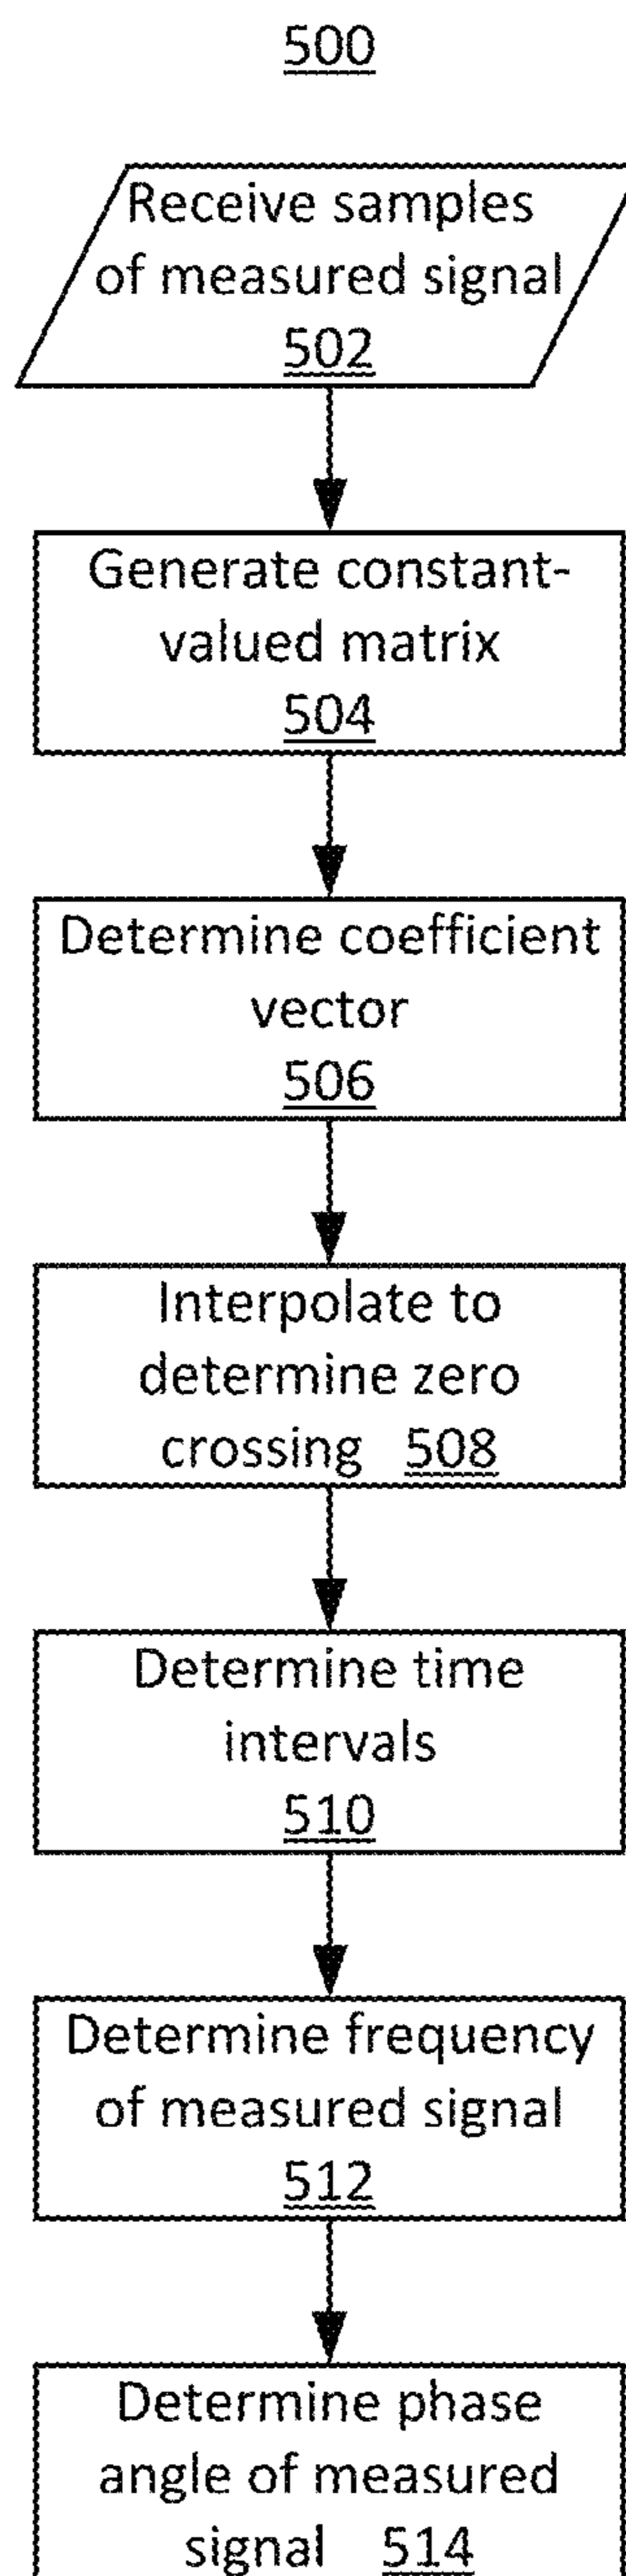 500
Receive samples
of measured signal
502
Generate constant-
valued matrix
504
Determine coefficient
vector
506
Interpolate to
determine zero
crossing 508
Determine time
intervals
510
Determine frequency
of measured signal
512
Determine phase
angle of measured
signal 514